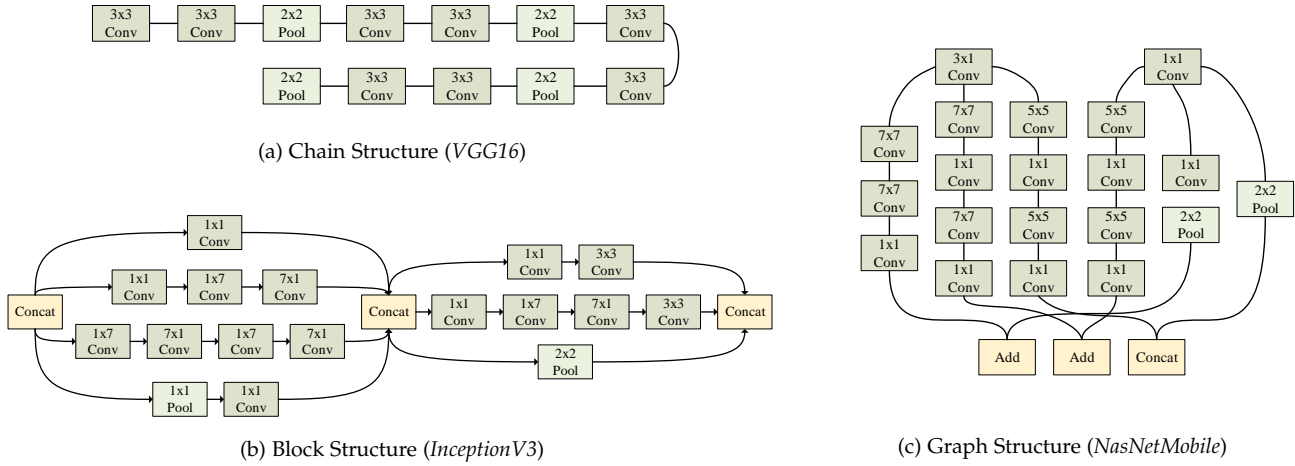 3x3 3x3 2x2 3x3 3x3 2x2 3x3
Conv Conv Pool Conv Conv Pool Conv
2x2 3x3 3x3 2x2 3x3
Pool Conv Conv Pool Conv
(a) Chain Structure (VGG16)
1x1
Conv
1x1 1x7 7x1
Conv Conv Conv
Concat
1x7 7x1 1x7 7x1
Conv Conv Conv Conv
1x1 1x1
Pool Conv
Concat
1x1 3x3
Conv Conv
1x1 1x7 7x1 3x3
Conv Conv Conv Conv
Concat
2x2
Pool
(b) Block Structure (InceptionV3)
3x1 1x1
Conv Conv
7x7
Conv
7x7
Conv
1x1
Conv
7x7
Conv
1x1
Conv
7x7
Conv
1x1
Conv
5x5
Conv
1x1
Conv
5x5
Conv
1x1
Conv
5x5
Conv
1x1
Conv
5x5
Conv
1x1
Conv
1x1
Conv
2x2
Pool
2x2
Pool
Add Add Concat
(c) Graph Structure (NasNetMobile)